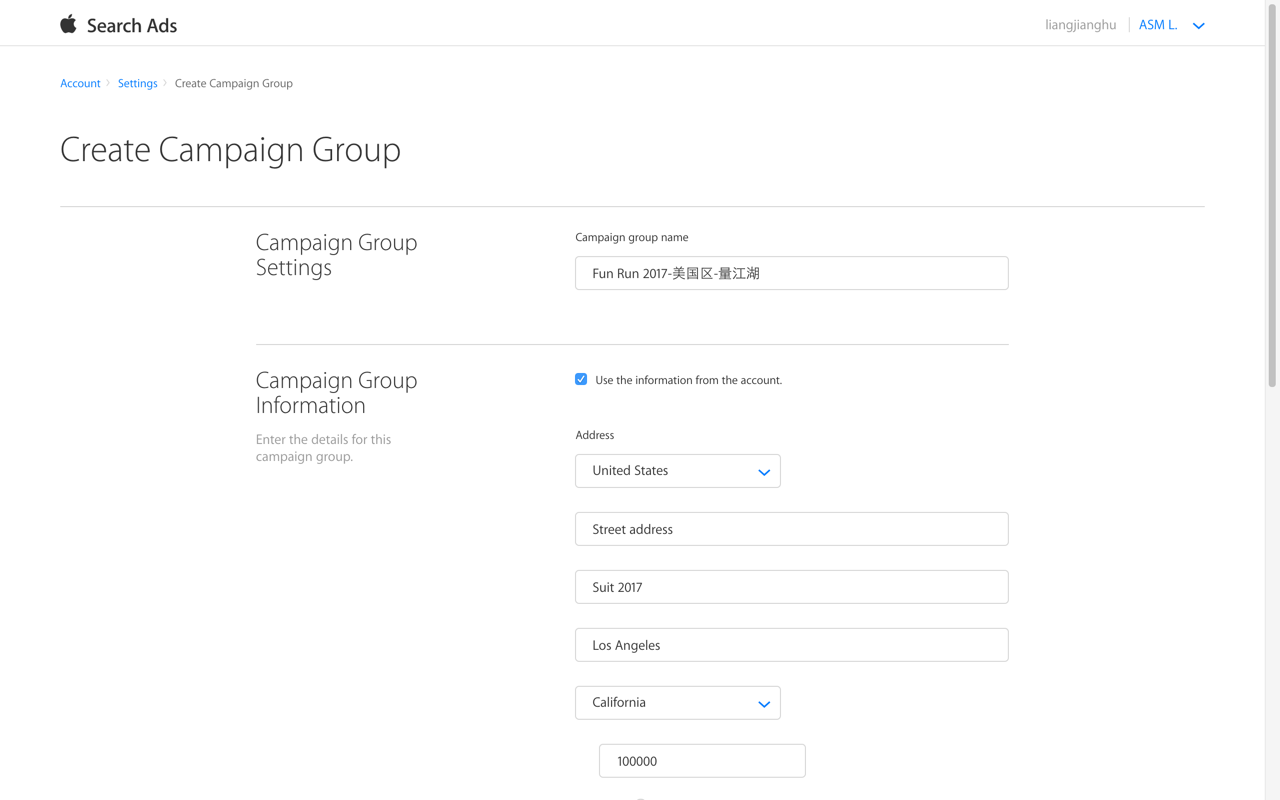 Search Ads
liangjianghu
ASM L.
Account
Settings
Create Campaign Group
Create Campaign Group
Campaign Group
Settings
Campaign group name
Fun Run 2017-美国区-量江湖
Campaign Group
Information
Enter the details for this
campaign group.
Use the information from the account.
Address
United States
Street address
Suit 2017
Los Angeles
California
100000